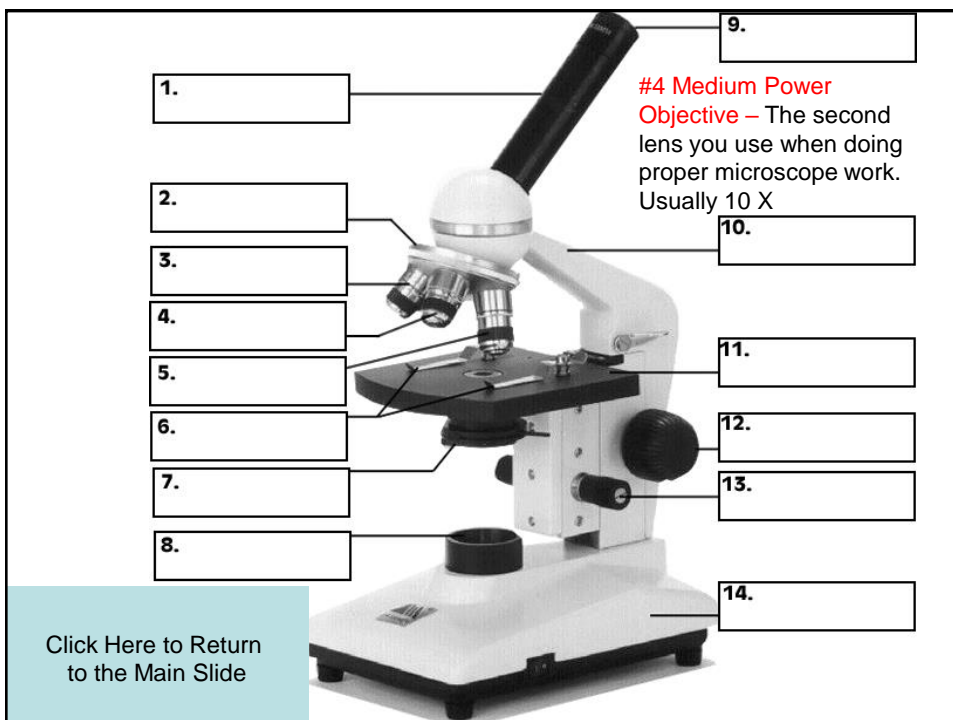 9.
1.
#4 Medium Power
Objective – The second
lens you use when doing
proper microscope work.
Usually 10 X
2.
10.
3.
4.
11.
5.
6.
12.
7.
13.
8.
14.
Click Here to Return
to the Main Slide